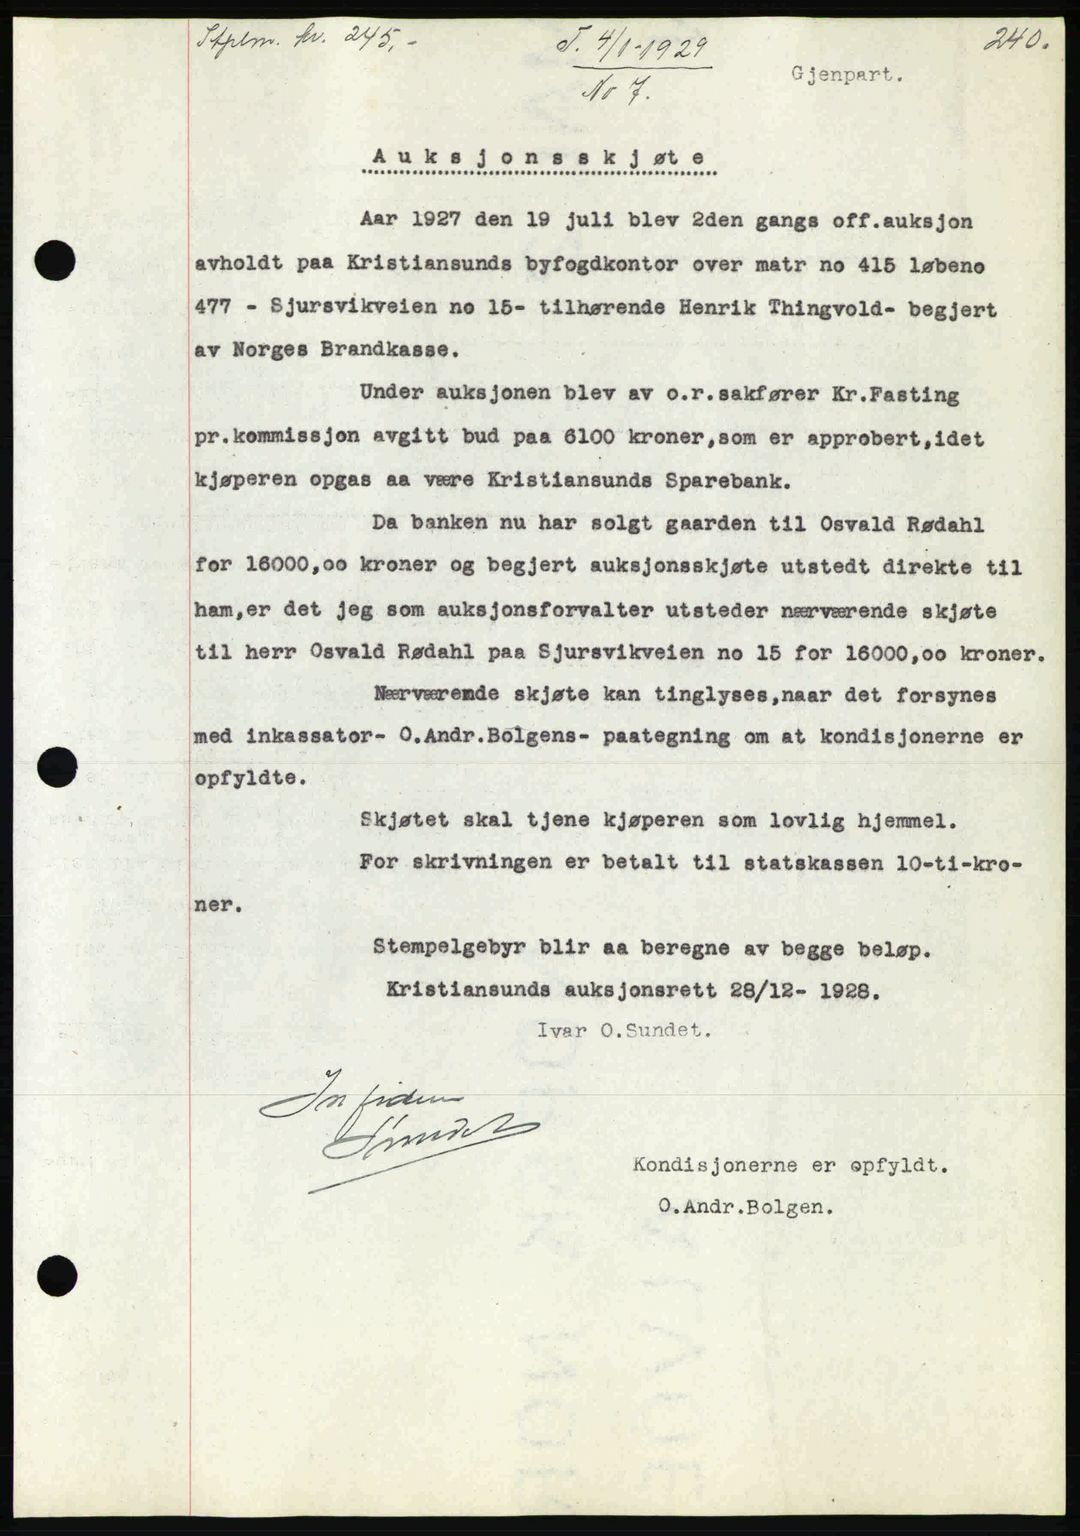 Stplm. kr. 245,-
T. 4/1-1929
No 7.
240.
Gjenpart.
Auksjonsskjøte
Aar 1927 den 19 juli blev 2den gangs off.auksjon
avholdt paa Kristiansunds byfogdkontor over matr no 415 løbeno
477 - Sjursvikveien no 15- tilhørende Henrik Thingvold- begjert
av Norges Brandkasse.
Under auksjonen blev av o.r.sakfører Kr.Fasting
pr.kommissjon avgitt bud paa 6100 kroner,som er approbert,idet
kjøperen opgas aa være Kristiansunds Sparebank.
Da banken nu har solgt gaarden til Osvald Rødahl
for 16000,oo kroner og begjert auksjonsskjøte utstedt direkte til
ham,er det jeg som auksjonsforvalter utsteder nærværende skjøte
til herr Osvald Rødahl paa Sjursvikveien no 15 for 16000,oo kroner.
Nærværende skjøte kan tinglyses,naar det forsynes
med inkassator- O.Andr.Bolgens- paategning om at kondisjonerne er
opfyldte.
Skjøtet skal tjene kjøperen som lovlig hjemmel.
For skrivningen er betalt til statskassen 10-ti-kro-
ner.
Stempelgebyr blir aa beregne av begge beløp.
Kristiansunds auksjonsrett 28/12- 1928.
Ivar O.Sundet.
In fidem
Sundet
Kondisjonerne er opfyldt.
O.Andr.Bolgen.